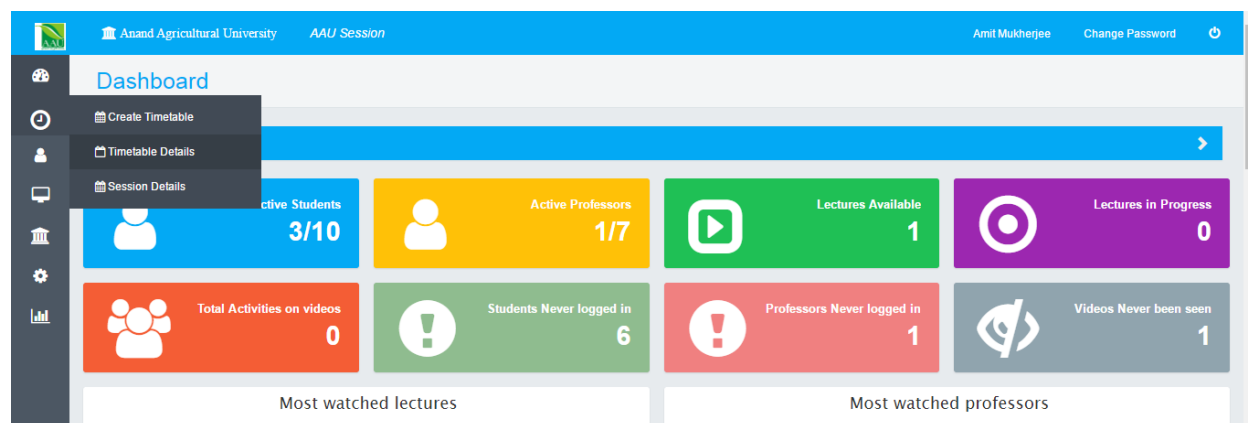 AAU
Anand Agricultural University
AAU Session
Amit Mukherjee
Change Password
Dashboard
Create Timetable
Timetable Details
Session Details
ctive Students
3/10
Active Professors
1/7
Lectures Available
1
Lectures in Progress
0
Total Activities on videos
0
Students Never logged in
6
Professors Never logged in
1
Videos Never been seen
1
Most watched lectures
Most watched professors